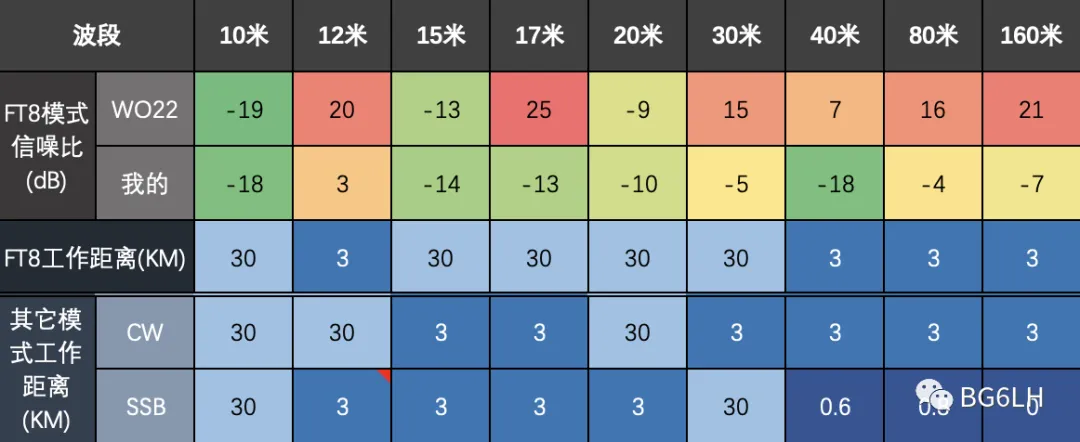 波段 10米 12米 15米 17米 20米 30米 40米 80米 160米
FT8模式
信噪比
(dB)
WO22 -19 20 -13 25 -9 15 7 16 21
我的 -18 3 -14 -13 -10 -5 -18 -4 -7
FT8工作距离(KM) 30 3 30 30 30 30 3 3 3
其它模
式工作
距离
(KM)
CW 30 30 3 3 30 3 3 3 3
SSB 30 3 3 3 3 30 0.6 0
BG6LH